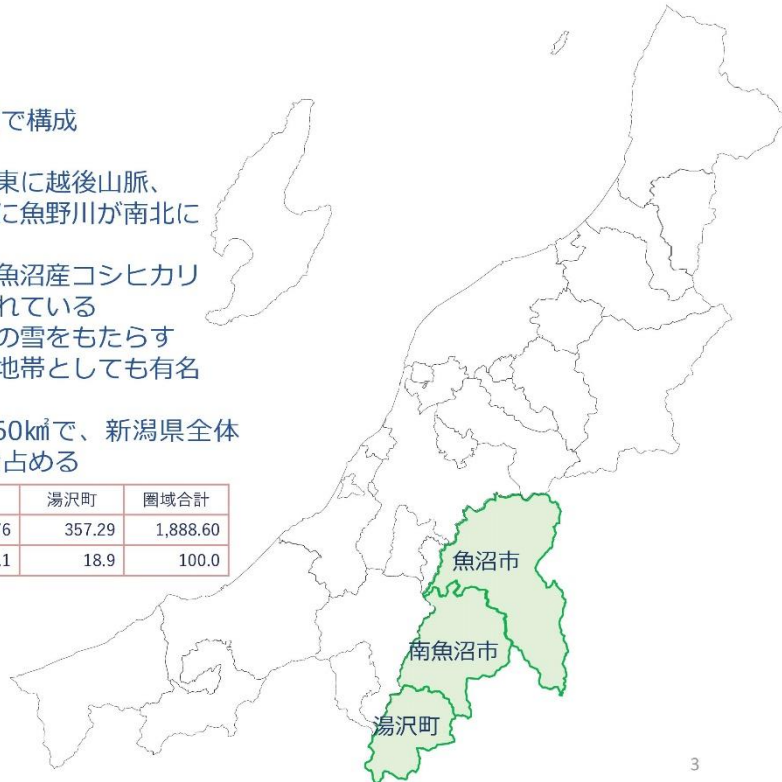 で構成
東に越後山脈、
に魚野川が南北に
魚沼産コシヒカリ
れている
の雪をもたらす
地帯としても有名
60㎢で、新潟県全体
占める
湯沢町 圏域合計
76 357.29 1,888.60
.1 18.9 100.0
魚沼市
南魚沼市
湯沢町
3